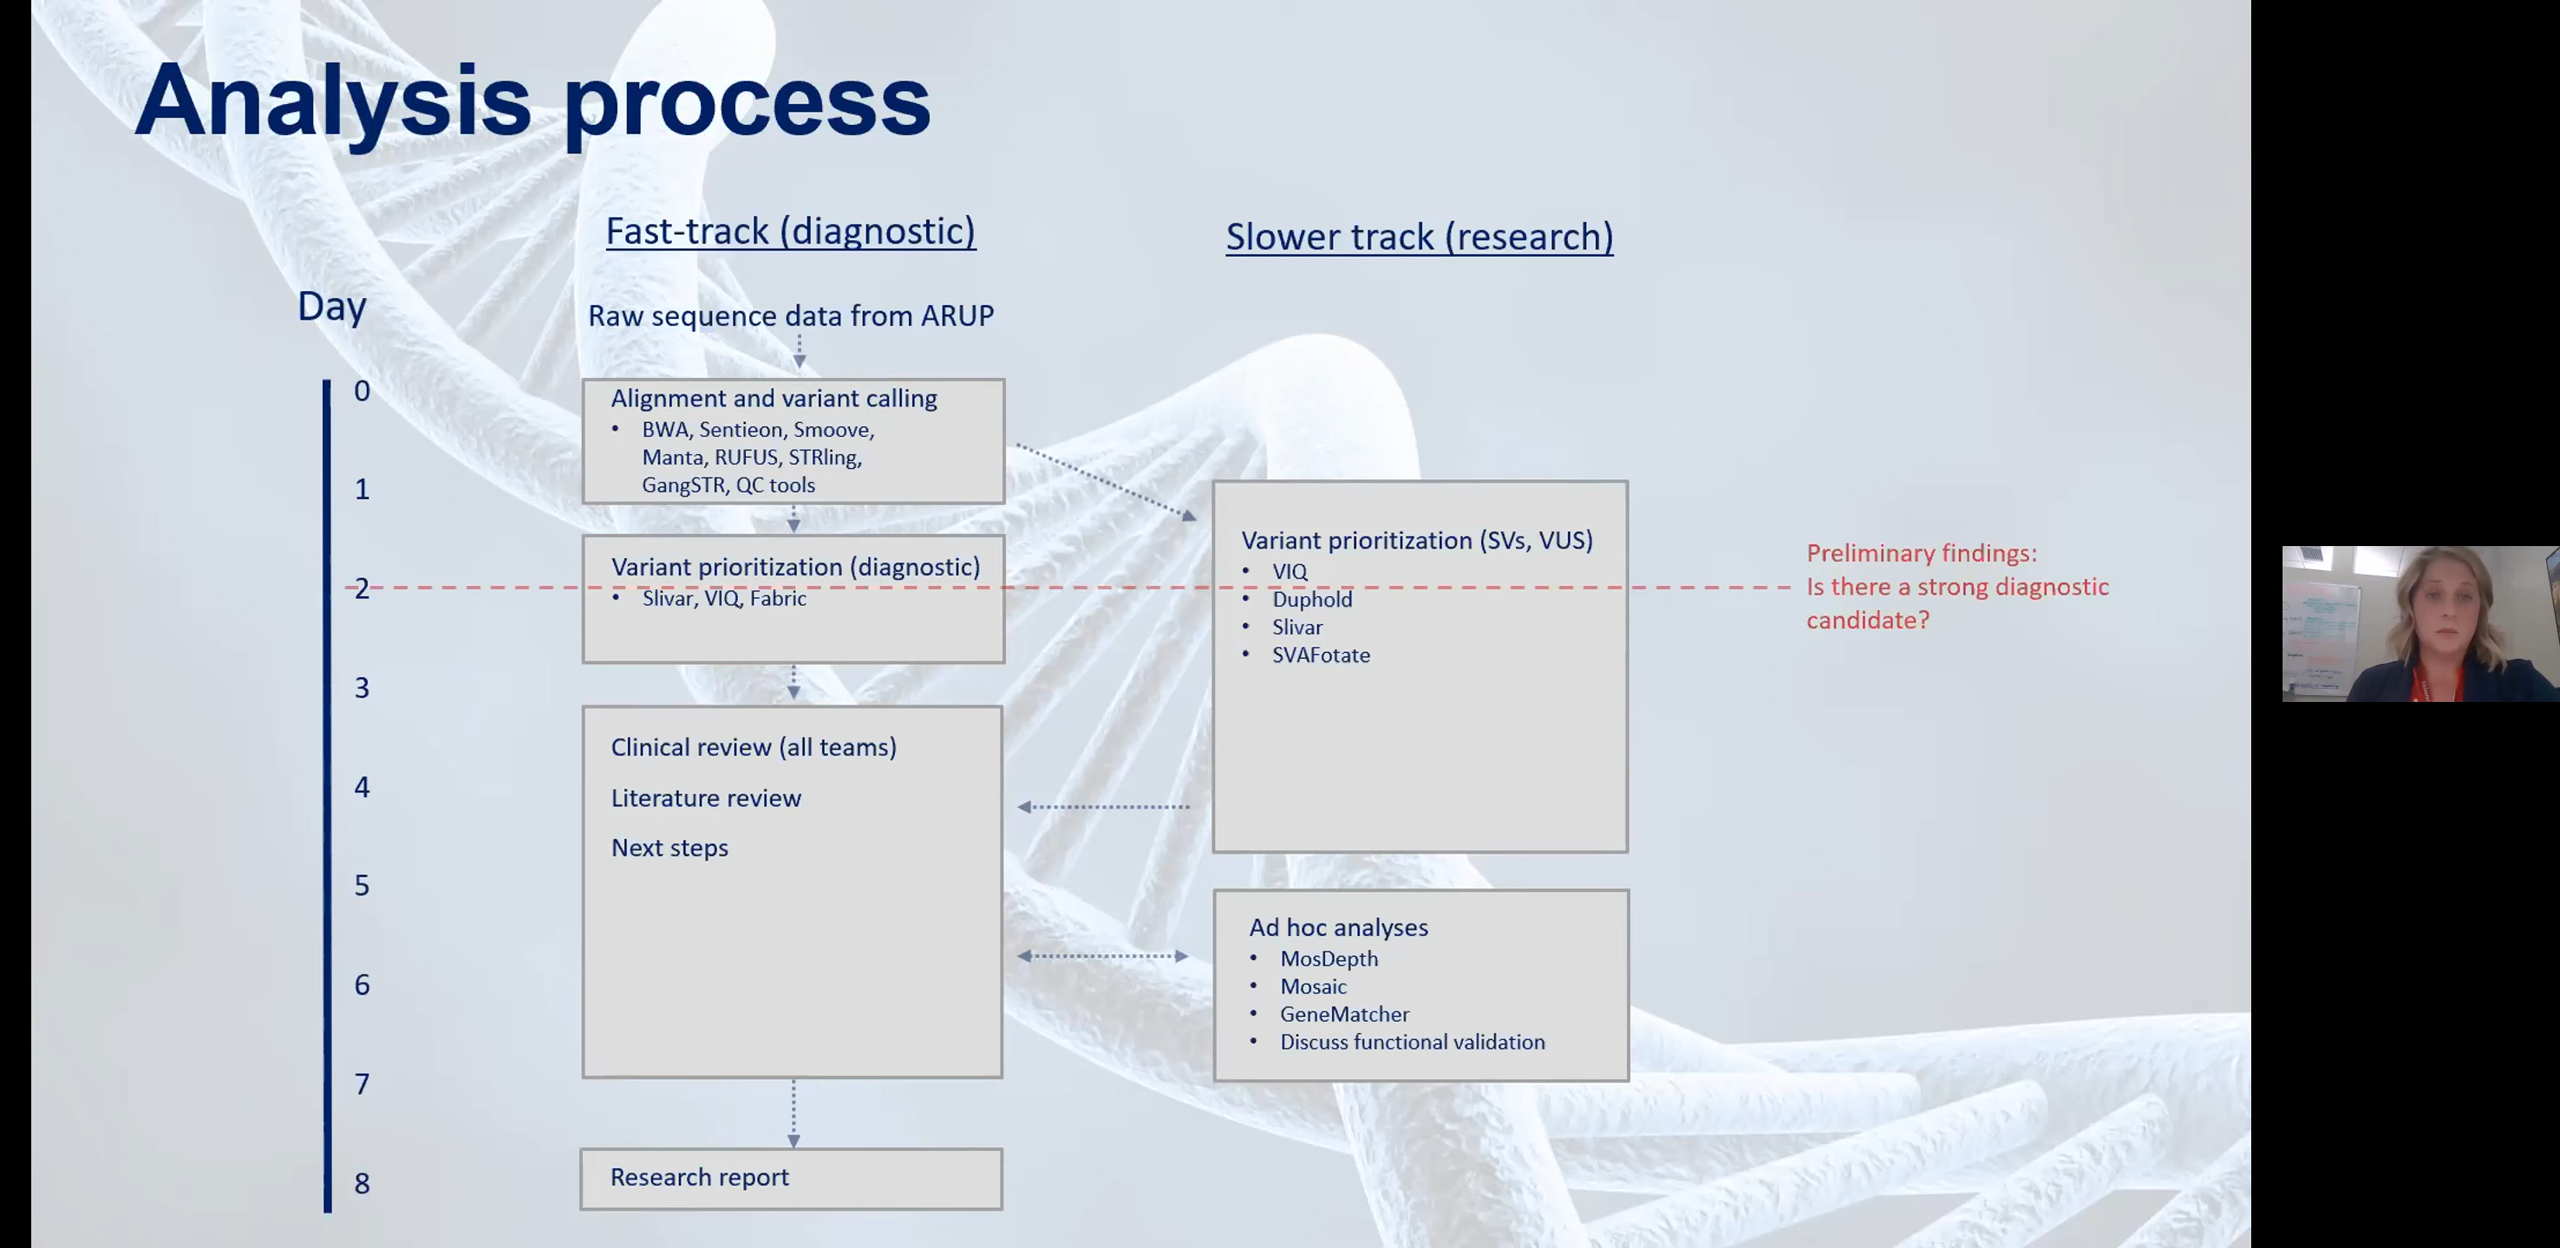 Analysis process
Fast-track (diagnostic)
Slower track (research)
Day
Raw sequence data from ARUP
0
1
2
3
4
5
6
7
8
Alignment and variant calling
• BWA, Sentieon, Smoove,
Manta, RUFUS, STRling,
GangSTR, QC tools
Variant prioritization (diagnostic)
• Slivar, VIQ, Fabric
Clinical review (all teams)
Literature review
Next steps
Research report
Variant prioritization (SVs, VUS)
• VIQ
• Duphold
• Slivar
• SVAFotate
Ad hoc analyses
• MosDepth
• Mosaic
• GeneMatcher
• Discuss functional validation
Preliminary findings:
Is there a strong diagnostic
candidate?